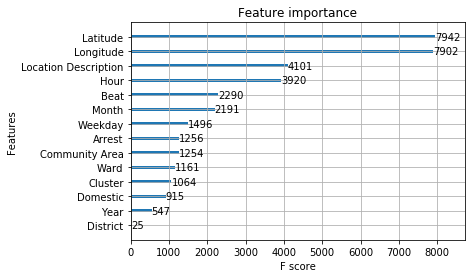 Feature importance
Latitude 7942
Longitude 7902
Location Description 4101
Hour 3920
Beat 2290
Month 2191
Weekday 1496
Arrest 1256
Community Area 1254
Ward 1161
Cluster 1064
Domestic 915
Year 547
District 25
Features
0 1000 2000 3000 4000 5000 6000 7000 8000
F score